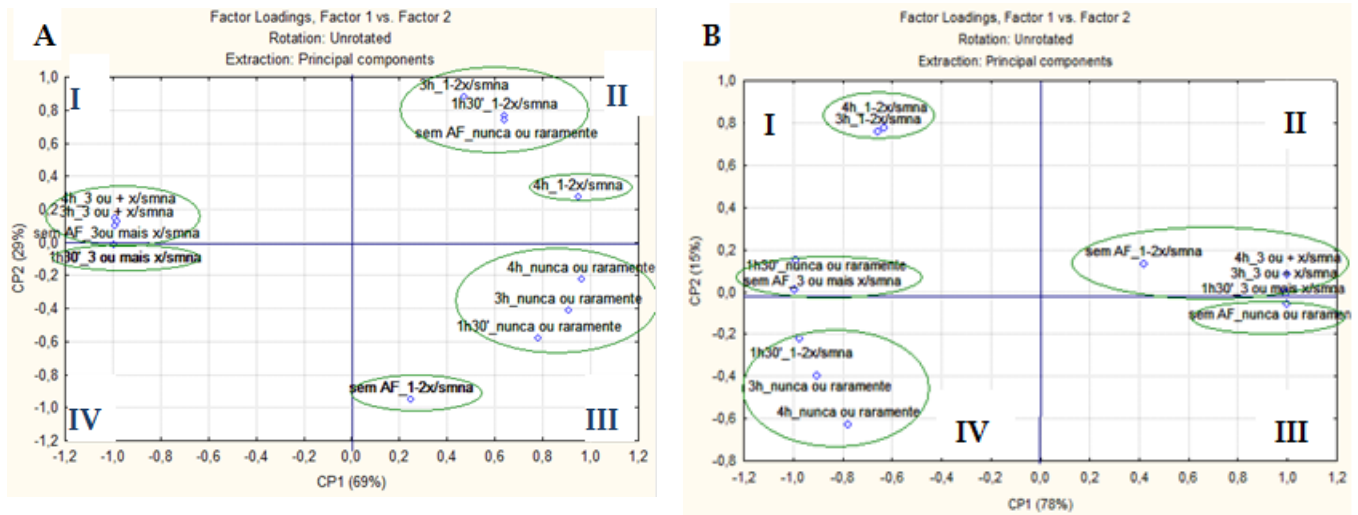 A
Factor Loadings, Factor 1 vs. Factor 2
Rotation: Unrotated
Extraction: Principal components
I
II
III
IV
1,0
0,8
0,6
0,4
0,2
0,0
-0,2
-0,4
-0,6
-0,8
-1,0
-1,2
CP2 (29%)
3h_1-2x/smna
1h30'_1-2x/smna
sem AF_nunca ou raramente
4h_1-2x/smna
4h_3 ou + x/smna
3h_3 ou + x/smna
sem AF_3ou mais x/smna
1h30'_3 ou mais x/smna
4h_nunca ou raramente
3h_nunca ou raramente
1h30'_nunca ou raramente
sem AF_1-2x/smna
-1,2 -1,0 -0,8 -0,6 -0,4 -0,2 0,0 0,2 0,4 0,6 0,8 1,0 1,2
CP1 (69%)
B
Factor Loadings, Factor 1 vs. Factor 2
Rotation: Unrotated
Extraction: Principal components
I
II
III
IV
1,0
0,8
0,6
0,4
0,2
0,0
-0,2
-0,4
-0,6
-0,8
CP2 (15%)
4h_1-2x/smna
3h_1-2x/smna
sem AF_1-2x/smna
4h_3 ou + x/smna
3h_3 ou + x/smna
1h30'_3 ou mais x/smna
sem AF_nunca ou raramen
1h30'_nunca ou raramente
sem AF_3 ou mais x/smna
1h30'_1-2x/smna
3h_nunca ou raramente
4h_nunca ou raramente
-1,2 -1,0 -0,8 -0,6 -0,4 -0,2 0,0 0,2 0,4 0,6 0,8 1,0 1,2
CP1 (78%)